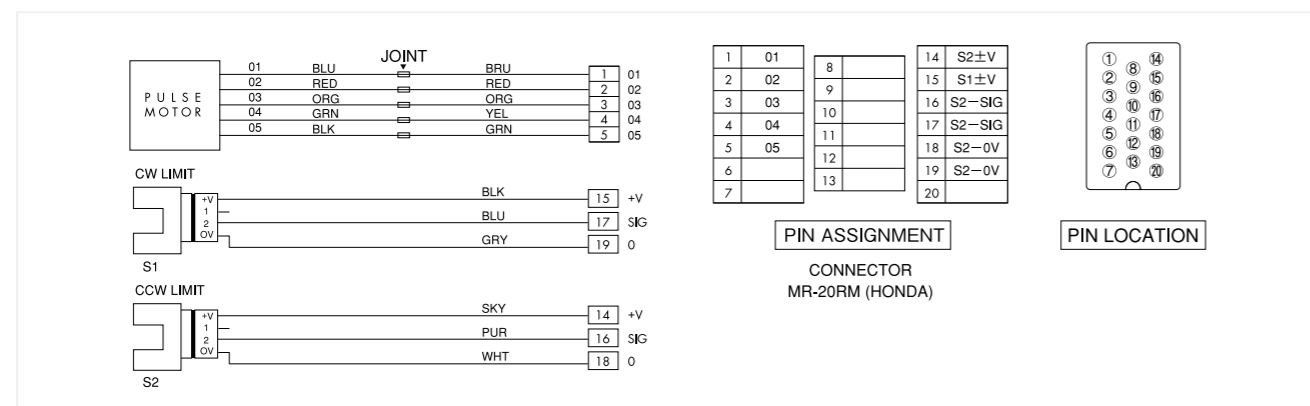 JOINT
01 BLU BRU 1 01
02 RED RED 2 02
03 ORG ORG 3 03
04 GRN YEL 4 04
05 BLK GRN 5 05
PULSE
MOTOR
CW LIMIT
+V BLK 15 +V
1
2 BLU 17 SIG
OV GRY 19 0
S1
CCW LIMIT
+V SKY 14 +V
1
2 PUR 16 SIG
OV WHT 18 0
S2
1 01
2 02
3 03
4 04
5 05
6
7
8
9
10
11
12
13
14 S2±V
15 S1±V
16 S2-SIG
17 S2-SIG
18 S2-0V
19 S2-0V
20
PIN ASSIGNMENT
CONNECTOR
MR-20RM (HONDA)
① ⑧ ⑭
② ⑨ ⑮
③ ⑩ ⑯
④ ⑪ ⑰
⑤ ⑫ ⑱
⑥ ⑬ ⑲
⑦ ⑳
PIN LOCATION